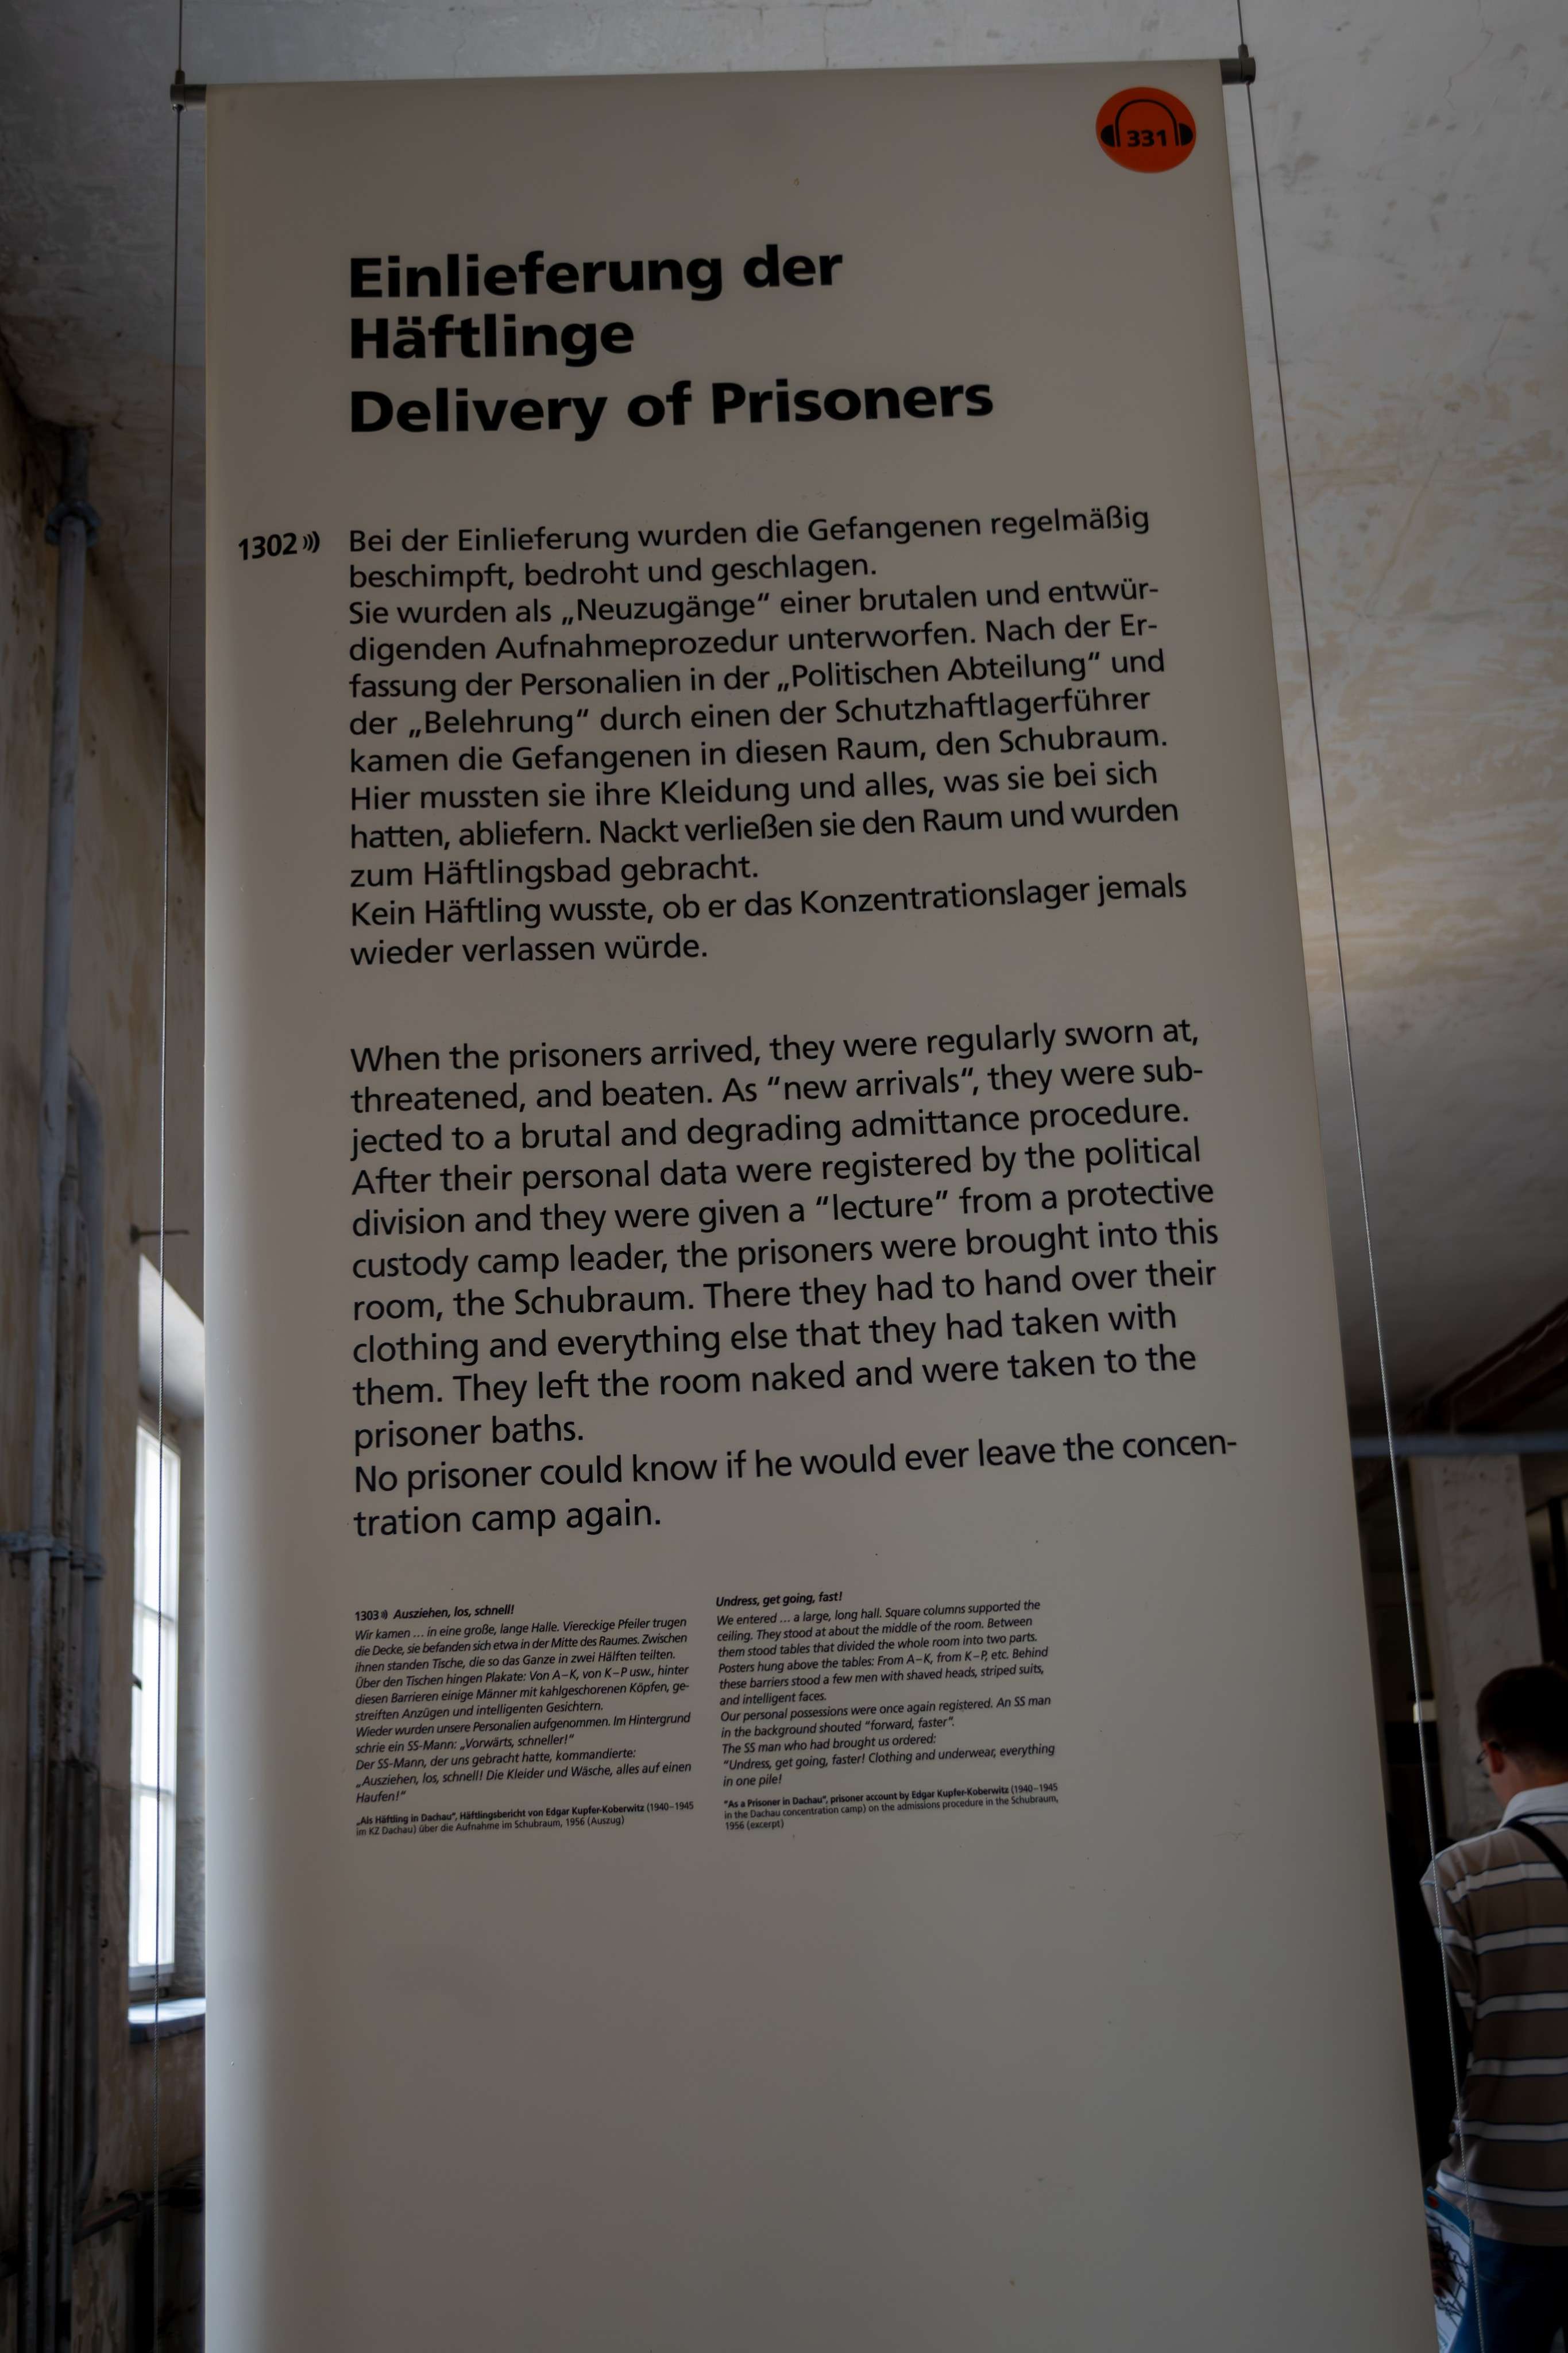 331
Einlieferung der
Häftlinge
Delivery of Prisoners
1302 Bei der Einlieferung wurden die Gefangenen regelmäßig
beschimpft, bedroht und geschlagen.
Sie wurden als „Neuzugänge“ einer brutalen und entwür-
digenden Aufnahmeprozedur unterworfen. Nach der Er-
fassung der Personalien in der „Politischen Abteilung“ und
der „Belehrung“ durch einen der Schutzhaftlagerführer
kamen die Gefangenen in diesen Raum, den Schubraum.
Hier mussten sie ihre Kleidung und alles, was sie bei sich
hatten, abliefern. Nackt verließen sie den Raum und wurden
zum Häftlingsbad gebracht.
Kein Häftling wusste, ob er das Konzentrationslager jemals
wieder verlassen würde.
When the prisoners arrived, they were regularly sworn at,
threatened, and beaten. As “new arrivals“, they were sub-
jected to a brutal and degrading admittance procedure.
After their personal data were registered by the political
division and they were given a “lecture” from a protective
custody camp leader, the prisoners were brought into this
room, the Schubraum. There they had to hand over their
clothing and everything else that they had taken with
them. They left the room naked and were taken to the
prisoner baths.
No prisoner could know if he would ever leave the concen-
tration camp again.
1303 Ausziehen, los, schnell!
Wir kamen … in eine große, lange Halle. Viereckige Pfeiler trugen
die Decke, sie befanden sich etwa in der Mitte des Raumes. Zwischen
ihnen standen Tische, die so das Ganze in zwei Hälften teilten.
Über den Tischen hingen Plakate: Von A–K, von K–P usw., hinter
diesen Barrieren einige Männer mit kahlgeschorenen Köpfen, ge-
streiften Anzügen und intelligenten Gesichtern.
Wieder wurden unsere Personalien aufgenommen. Im Hintergrund
schrie ein SS-Mann: „Vorwärts, schneller!“
Der SS-Mann, der uns gebracht hatte, kommandierte:
„Ausziehen, los, schnell! Die Kleider und Wäsche, alles auf einen
Haufen!“
„Als Häftling in Dachau“, Häftlingsbericht von Edgar Kupfer-Koberwitz (1940–1945
im KZ Dachau) über die Aufnahme im Schubraum, 1956 (Auszug)
Undress, get going, fast!
We entered … a large, long hall. Square columns supported the
ceiling. They stood at about the middle of the room. Between
them stood tables that divided the whole room into two parts.
Posters hung above the tables: From A–K, from K–P, etc. Behind
these barriers stood a few men with shaved heads, striped suits,
and intelligent faces.
Our personal possessions were once again registered. An SS man
in the background shouted “forward, faster“.
The SS man who had brought us ordered:
“Undress, get going, faster! Clothing and underwear, everything
in one pile!
“As a Prisoner in Dachau“, prisoner account by Edgar Kupfer-Koberwitz (1940–1945
in the Dachau concentration camp) on the admissions procedure in the Schubraum,
1956 (excerpt)